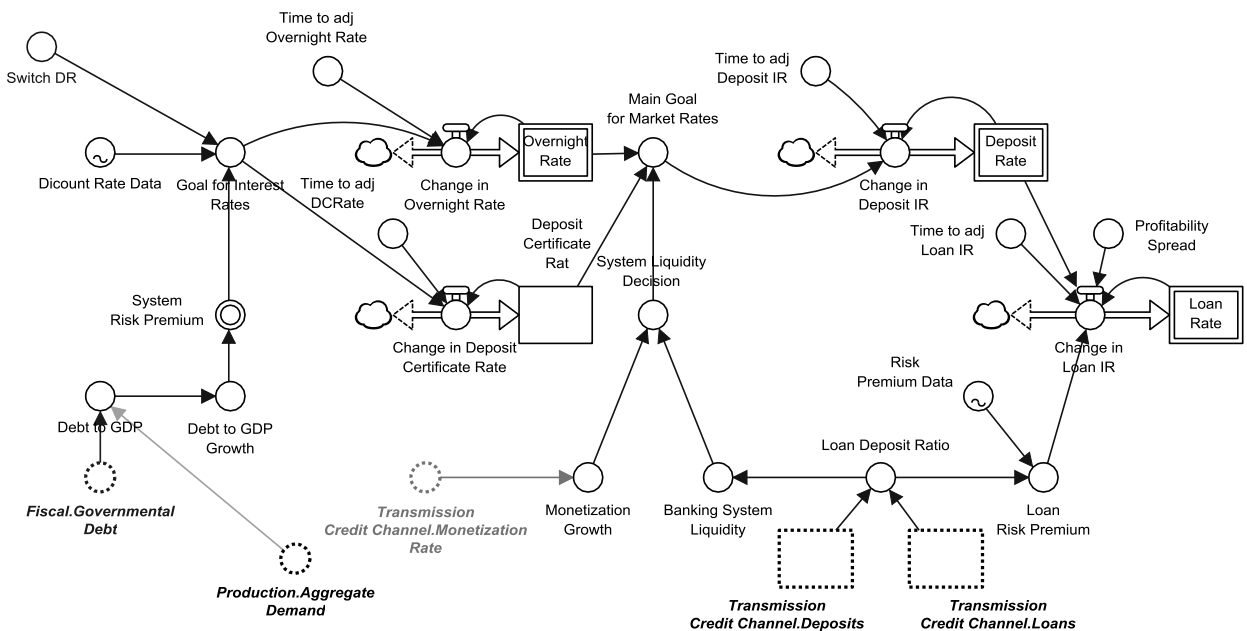 Time to adj
Overnight Rate
Switch DR
Time to adj
Deposit IR
Main Goal
for Market Rates
Overnight
Rate
Deposit
Rate
Dicount Rate Data
Goal for Interest
Rates
Time to adj
DCRate
Change in
Overnight Rate
Change in
Deposit IR
Deposit
Certificate
Rat
Time to adj
Loan IR
Profitability
Spread
System Liquidity
Decision
System
Risk Premium
Loan
Rate
Change in Deposit
Certificate Rate
Change in
Loan IR
Risk
Premium Data
Debt to GDP
Debt to GDP
Growth
Loan Deposit Ratio
Fiscal.Governmental
Debt
Transmission
Credit Channel.Monetization
Rate
Monetization
Growth
Banking System
Liquidity
Loan
Risk Premium
Production.Aggregate
Demand
Transmission
Credit Channel.Deposits
Transmission
Credit Channel.Loans